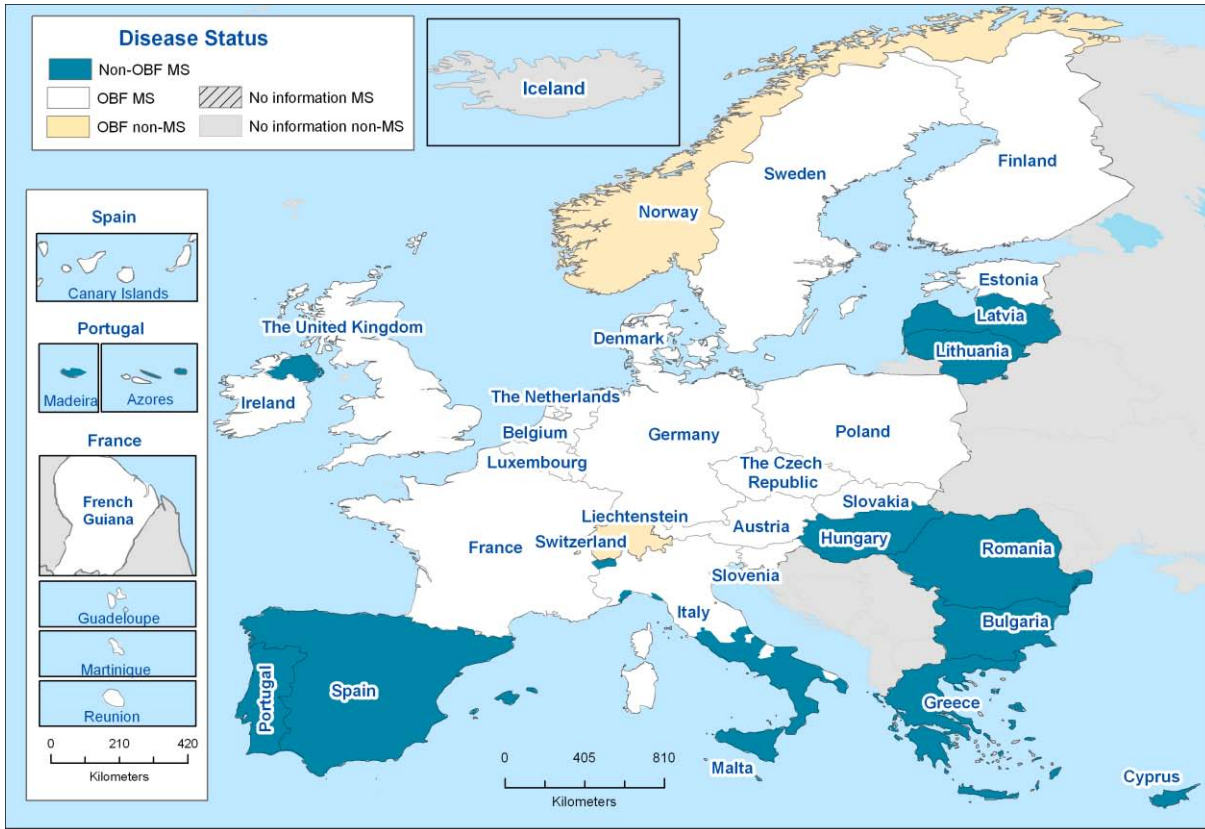 Disease Status
Non-OBF MS
OBF MS
No information MS
OBF non-MS
No information non-MS
Iceland
Spain
Canary Islands
Portugal
Madeira
Azores
France
French
Guiana
Guadeloupe
Martinique
Reunion
0 210 420
Kilometers
Finland
Sweden
Norway
Estonia
Latvia
Lithuania
The United Kingdom
Denmark
Ireland
The Netherlands
Belgium
Luxembourg
Germany
Poland
The Czech
Republic
Slovakia
Liechtenstein
Austria
Switzerland
France
Hungary
Romania
Slovenia
Italy
Bulgaria
Portugal
Spain
Greece
Malta
Cyprus
0 405 810
Kilometers